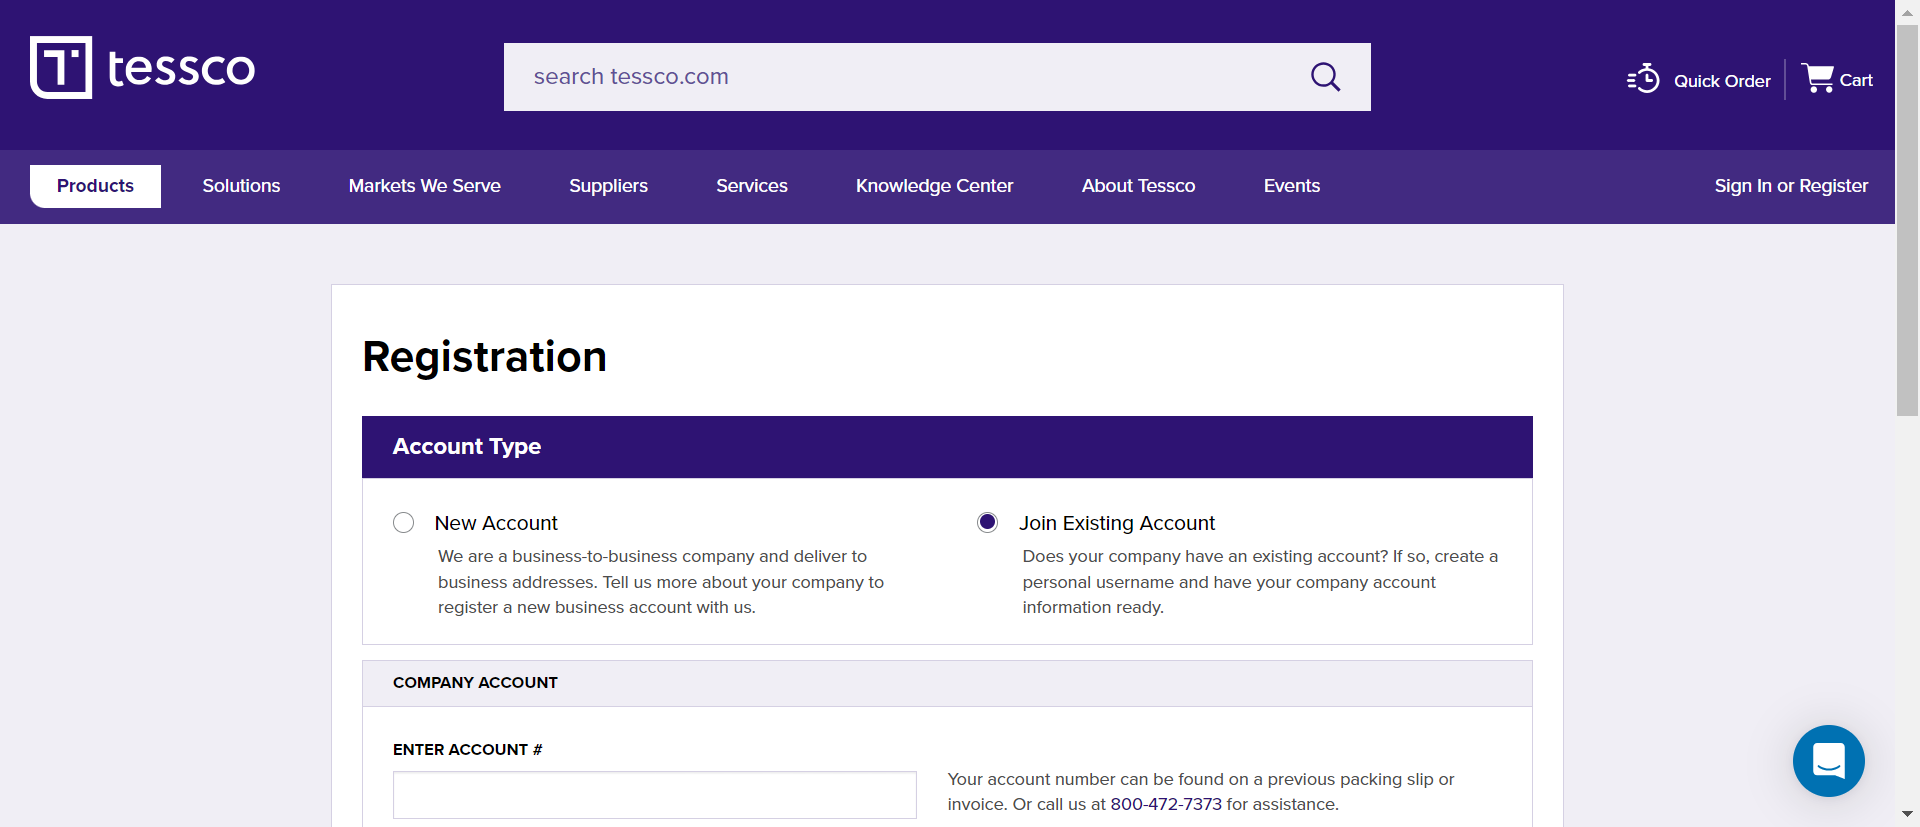 tessco
search tessco.com
Quick Order
Cart
Products
Solutions
Markets We Serve
Suppliers
Services
Knowledge Center
About Tessco
Events
Sign In or Register
Registration
Account Type
New Account
We are a business-to-business company and deliver to
business addresses. Tell us more about your company to
register a new business account with us.
Join Existing Account
Does your company have an existing account? If so, create a
personal username and have your company account
information ready.
COMPANY ACCOUNT
ENTER ACCOUNT #
Your account number can be found on a previous packing slip or
invoice. Or call us at 800-472-7373 for assistance.